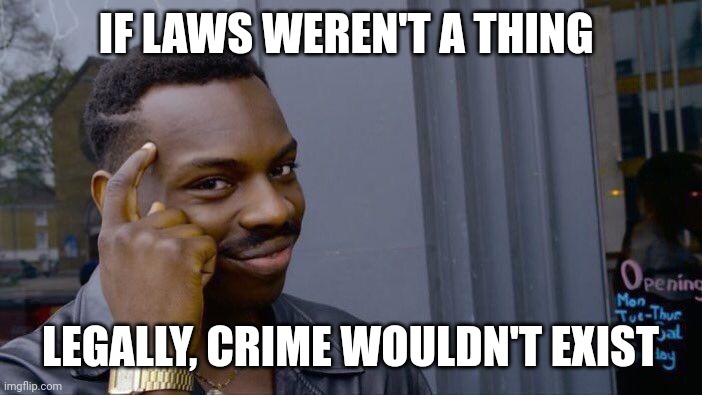 IF LAWS WEREN'T A THING
Opening
Mon
Tue-Thur
LEGALLY, CRIME WOULDN'T EXIST
imgflip.com